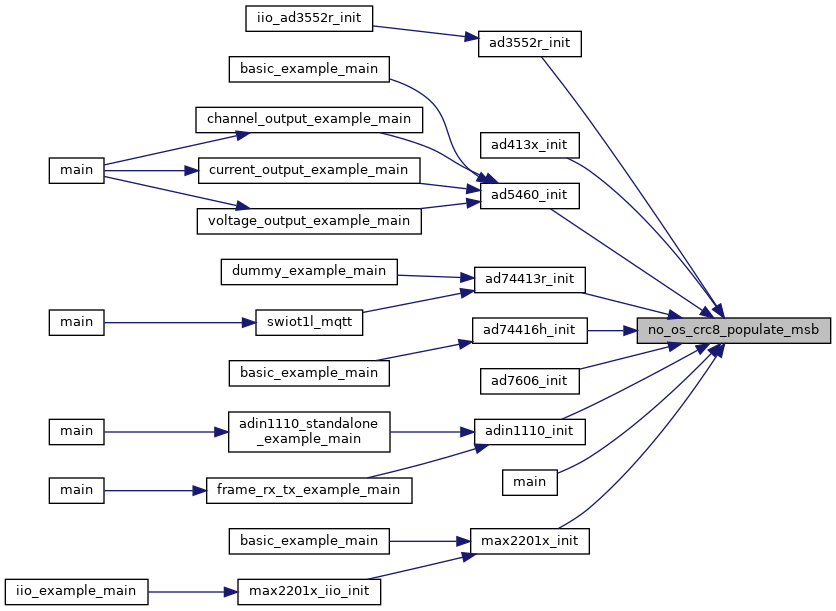 iio_ad3552r_init
ad3552r_init
basic_example_main
channel_output_example_main
ad413x_init
main
current_output_example_main
ad5460_init
voltage_output_example_main
dummy_example_main
ad74413r_init
main
swiot1l_mqtt
ad74416h_init
no_os_crc8_populate_msb
basic_example_main
ad7606_init
main
adin1110_standalone
_example_main
adin1110_init
main
frame_rx_tx_example_main
main
basic_example_main
max2201x_init
iio_example_main
max2201x_iio_init